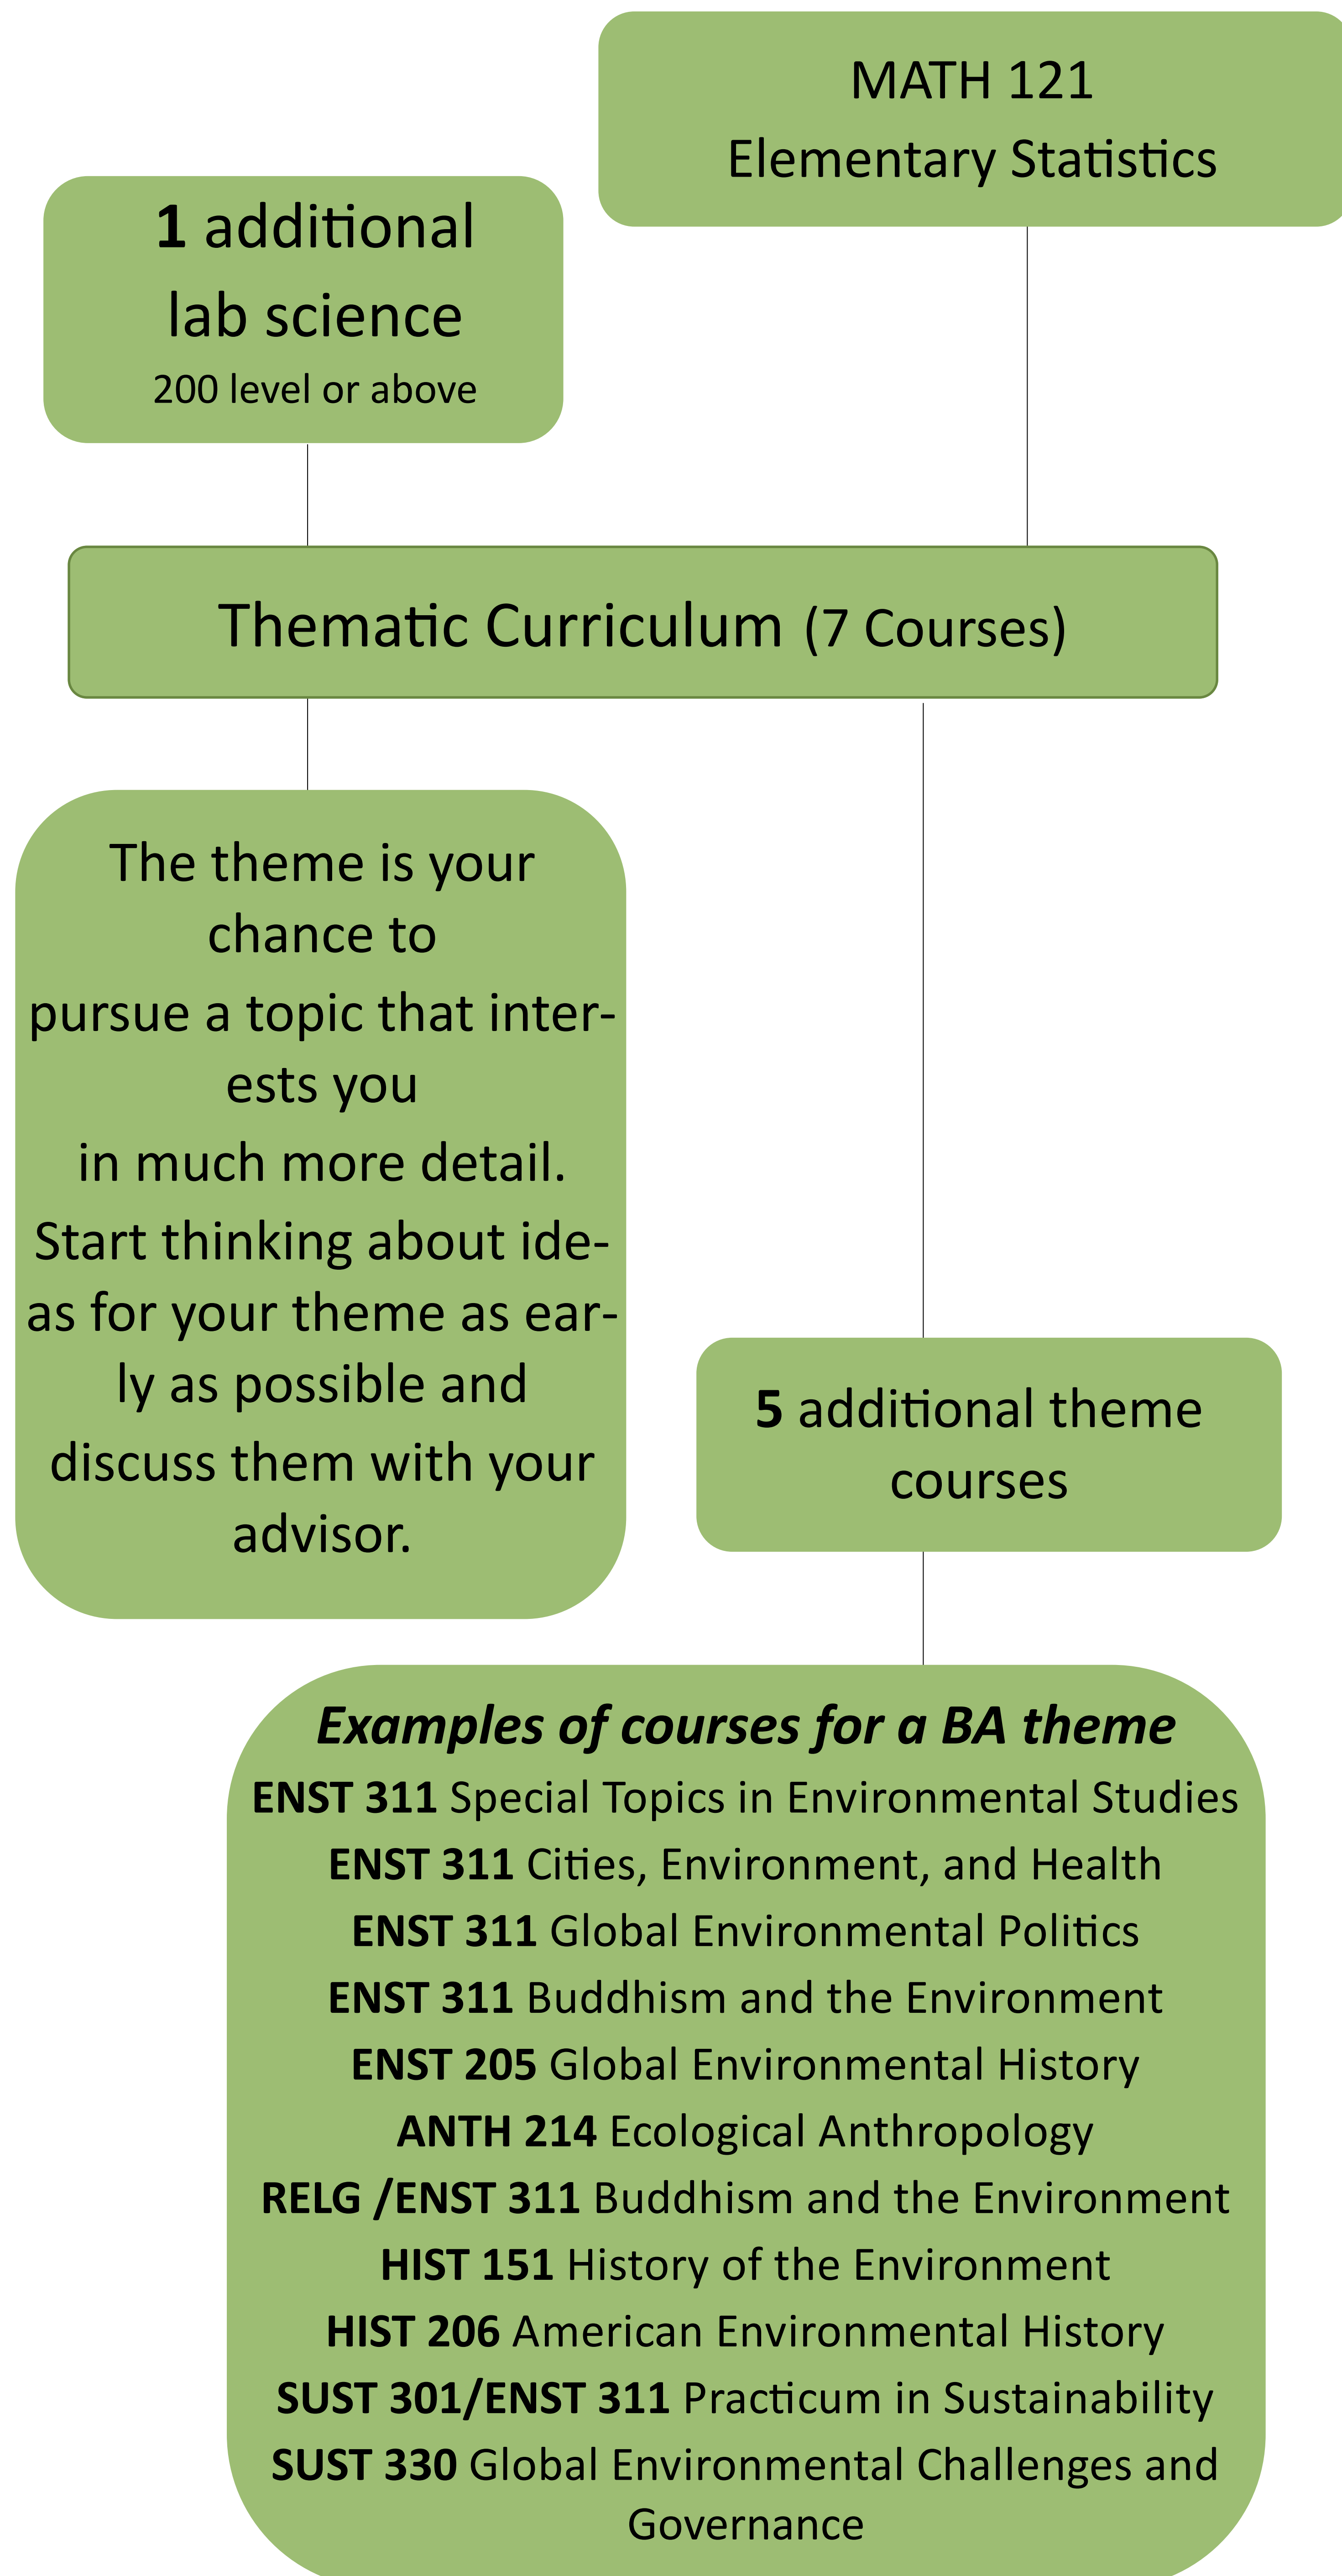 MATH 121
Elementary Statistics
1 additional
lab science
200 level or above
Thematic Curriculum (7 Courses)
The theme is your
chance to
pursue a topic that inter-
ests you
in much more detail.
Start thinking about ide-
as for your theme as ear-
ly as possible and
discuss them with your
advisor.
5 additional theme
courses
Examples of courses for a BA theme
ENST 311 Special Topics in Environmental Studies
ENST 311 Cities, Environment, and Health
ENST 311 Global Environmental Politics
ENST 311 Buddhism and the Environment
ENST 205 Global Environmental History
ANTH 214 Ecological Anthropology
RELG /ENST 311 Buddhism and the Environment
HIST 151 History of the Environment
HIST 206 American Environmental History
SUST 301/ENST 311 Practicum in Sustainability
SUST 330 Global Environmental Challenges and
Governance